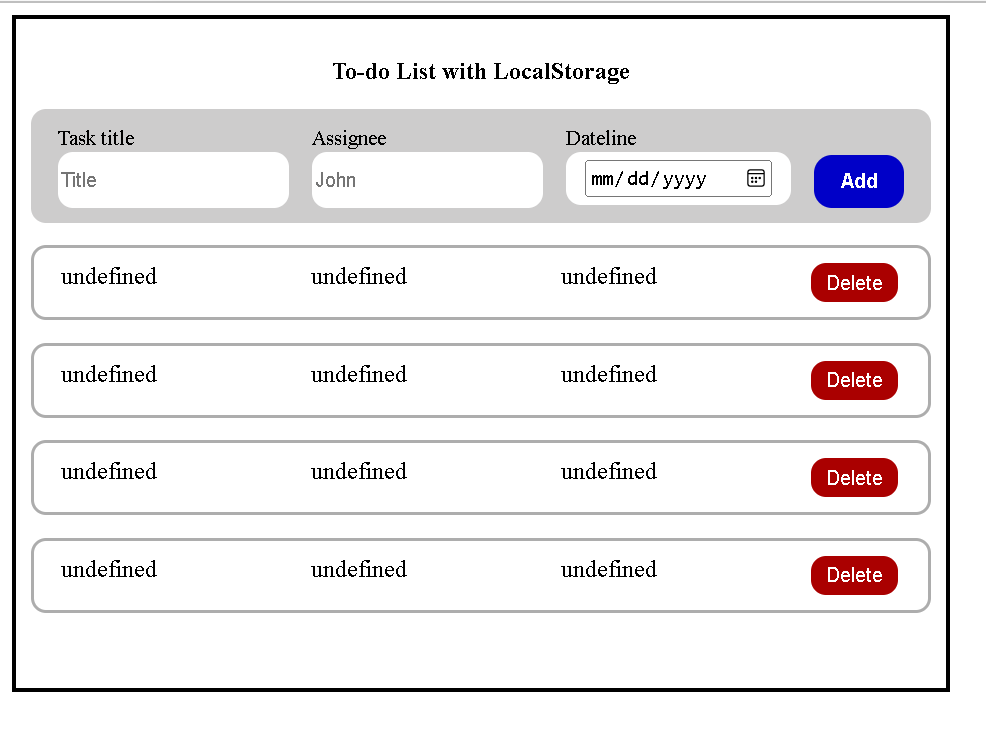 To-do List with LocalStorage
Task title Assignee Dateline
Title John mm/dd/yyyy Add
undefined undefined undefined Delete
undefined undefined undefined Delete
undefined undefined undefined Delete
undefined undefined undefined Delete